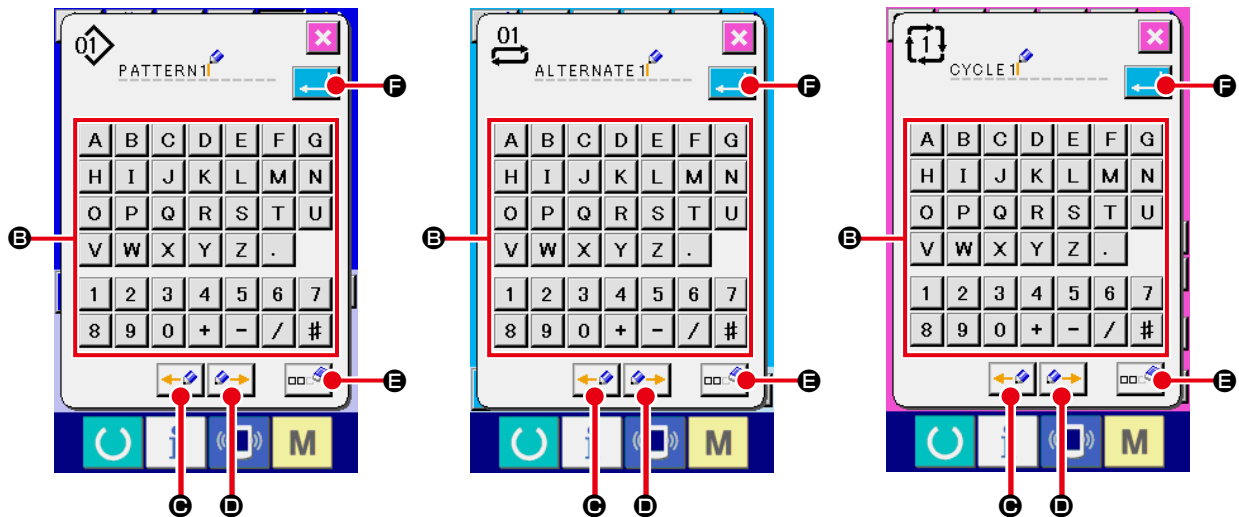 01
PATTERN1
F
A B C D E F G
H I J K L M N
O P Q R S T U
V W X Y Z .
1 2 3 4 5 6 7
8 9 0 + - / #
B
E
i M
C D
01
ALTERNATE1
F
A B C D E F G
H I J K L M N
O P Q R S T U
V W X Y Z .
1 2 3 4 5 6 7
8 9 0 + - / #
B
E
i M
C D
1
CYCLE1
F
A B C D E F G
H I J K L M N
O P Q R S T U
V W X Y Z .
1 2 3 4 5 6 7
8 9 0 + - / #
B
E
i M
C D